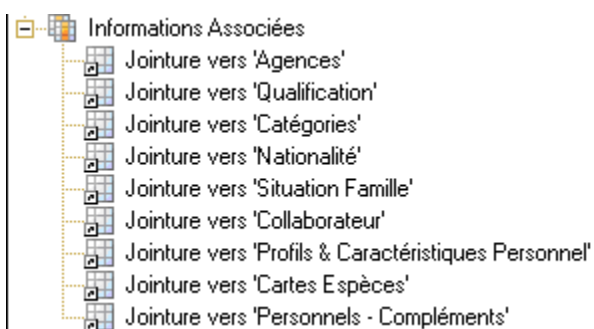 Informations Associées
Jointure vers 'Agences'
Jointure vers 'Qualification'
Jointure vers 'Catégories'
Jointure vers 'Nationalité'
Jointure vers 'Situation Famille'
Jointure vers 'Collaborateur'
Jointure vers 'Profils & Caractéristiques Personnel'
Jointure vers 'Cartes Espèces'
Jointure vers 'Personnels - Compléments'